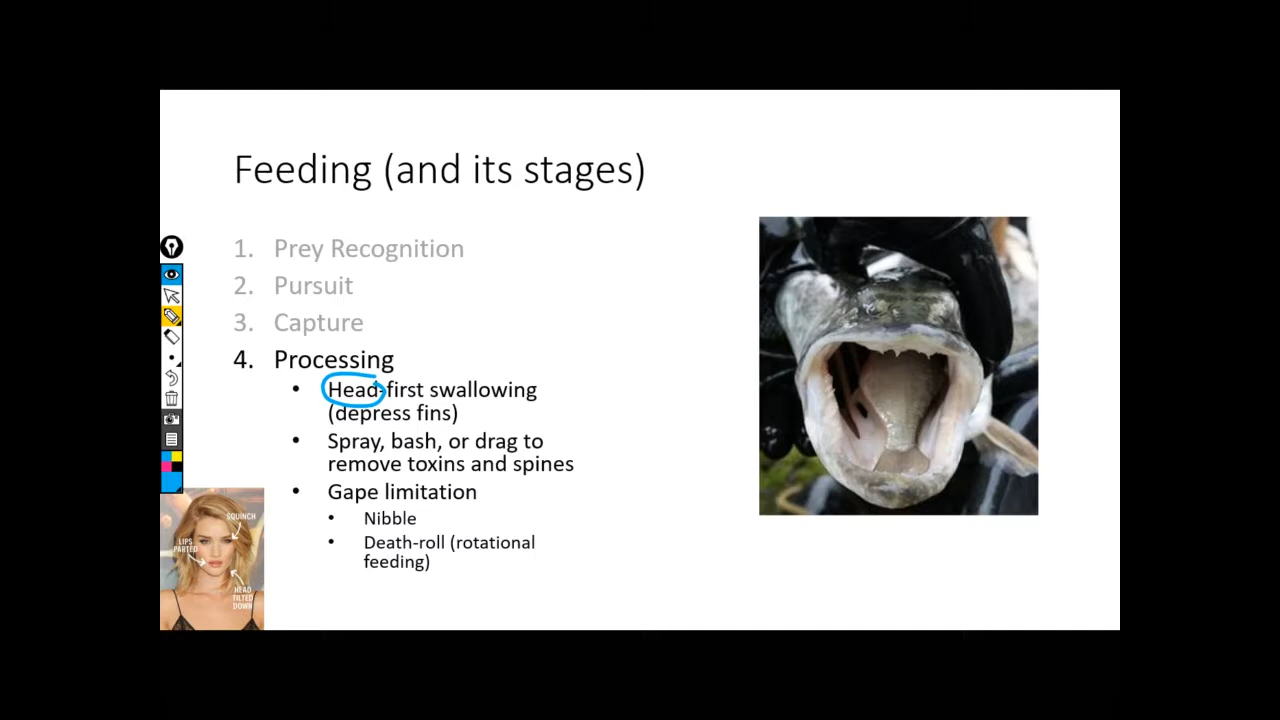 Feeding (and its stages)
1. Prey Recognition
2. Pursuit
3. Capture
4. Processing
• Head-first swallowing
(depress fins)
• Spray, bash, or drag to
remove toxins and spines
• Gape limitation
• Nibble
• Death-roll (rotational
feeding)
SQUINCH
LIPS
PARTED
HEAD
TILTED
DOWN